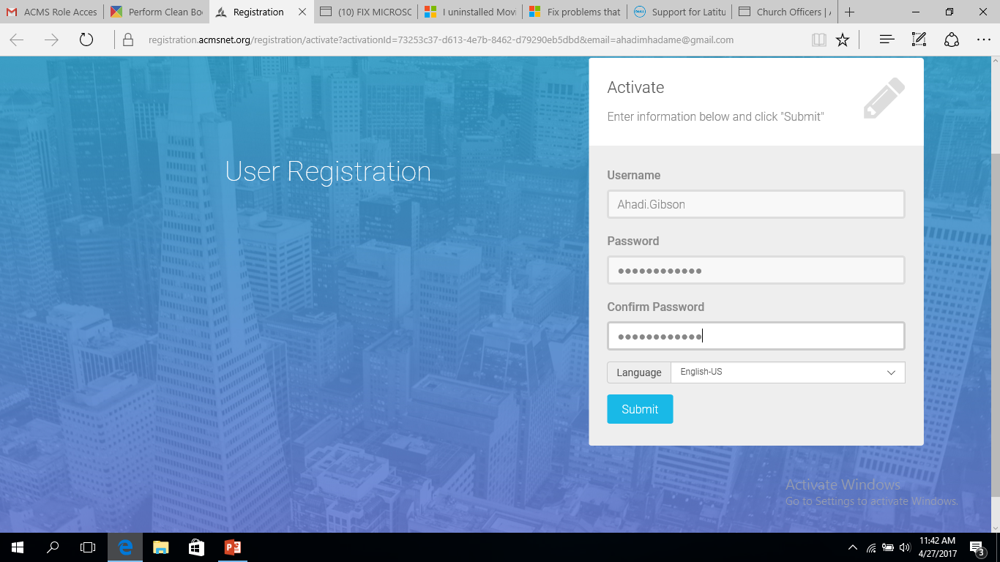 ACMS Role Acces
Perform Clean Boo
Registration
(10) FIX MICROSC
I uninstalled Movi
Fix problems that
Support for Latitu
Church Officers | A
registration.acmsnet.org/registration/activate?activationId=73253c37-d613-4e7b-8462-d79290eb5dbd&email=ahadimhadame@gmail.com
Activate
Enter information below and click "Submit"
User Registration
Username
Ahadi.Gibson
Password
Confirm Password
Language English-US
Submit
Activate Windows
Go to Settings to activate Windows.
11:42 AM
4/27/2017
3